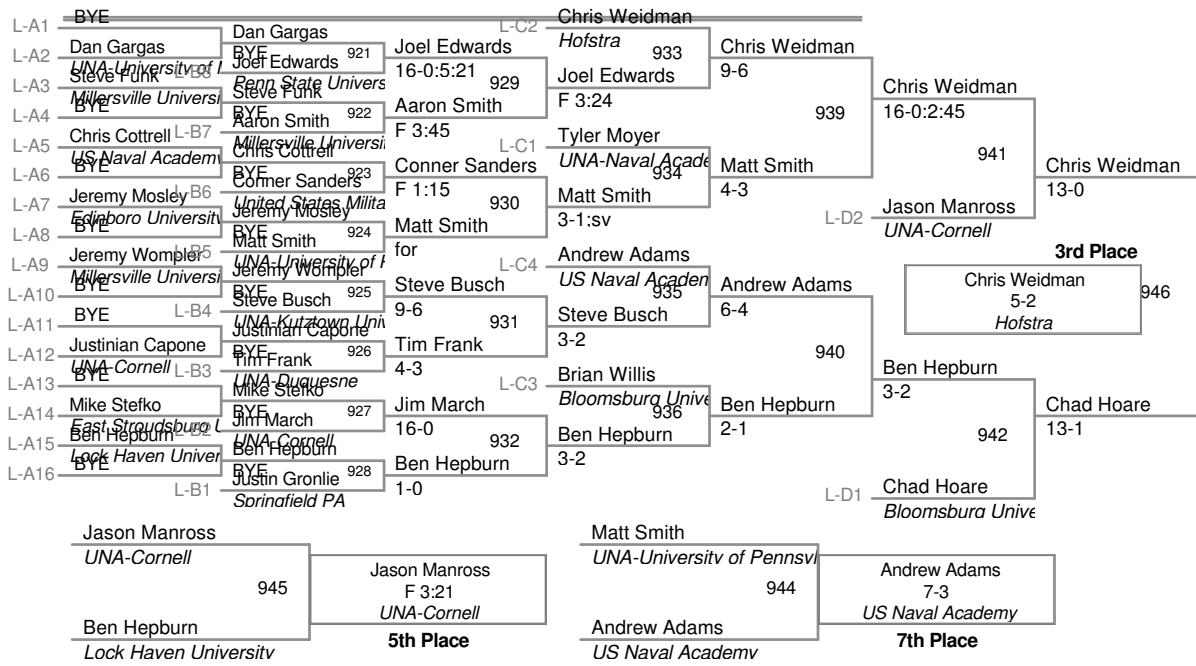 L-A1 BYE
L-A2 Dan Gargas
UNA-University of
L-A3 Steve Funk
Millersville Universi
L-A4 BYE
L-A5 Chris Cottrell
US Naval Academy
L-A6 BYE
L-A7 Jeremy Mosley
Edinboro University
L-A8 BYE
L-A9 Jeremy Wompler
Millersville Universi
L-A10 BYE
L-A11 BYE
L-A12 Justinian Capone
UNA-Cornell
L-A13 BYE
L-A14 Mike Stefko
East Stroudsburg U
L-A15 Ben Hepburn
Lock Haven Univer
L-A16 BYE
Dan Gargas
BYE 921
L-B8 Joel Edwards
Penn State Univers
Steve Funk
BYE 922
L-B7 Aaron Smith
Millersville Universi
Chris Cottrell
BYE 923
L-B6 Conner Sanders
United States Milita
Jeremy Mosley
BYE 924
L-B5 Matt Smith
UNA-University of P
Jeremy Wompler
BYE 925
L-B4 Steve Busch
UNA-Kutztown Univ
Justinian Capone
BYE 926
L-B3 Tim Frank
UNA-Duquesne
Mike Stefko
BYE 927
L-B2 Jim March
UNA-Cornell
Ben Hepburn
BYE 928
L-B1 Justin Gronlie
Springfield PA
Joel Edwards
16-0:5:21
929
Aaron Smith
F 3:45
Conner Sanders
F 1:15
930
Matt Smith
for
Steve Busch
9-6
931
Tim Frank
4-3
Jim March
16-0
932
Ben Hepburn
1-0
L-C2 Chris Weidman
Hofstra
933
Joel Edwards
F 3:24
L-C1 Tyler Moyer
UNA-Naval Acade
934
Matt Smith
3-1;sv
L-C4 Andrew Adams
US Naval Academ
935
Steve Busch
3-2
L-C3 Brian Willis
Bloomsburg Unive
936
Ben Hepburn
3-2
Chris Weidman
9-6
939
Matt Smith
4-3
Andrew Adams
6-4
940
Ben Hepburn
2-1
Chris Weidman
16-0:2:45
941
L-D2 Jason Manross
UNA-Cornell
Ben Hepburn
3-2
942
L-D1 Chad Hoare
Bloomsburg Unive
Chris Weidman
13-0
3rd Place
Chris Weidman
5-2
Hofstra
946
Chad Hoare
13-1
Jason Manross
UNA-Cornell
945
Ben Hepburn
Lock Haven University
Jason Manross
F 3:21
UNA-Cornell
5th Place
Matt Smith
UNA-University of Pennsyl
944
Andrew Adams
US Naval Academy
Andrew Adams
7-3
US Naval Academy
7th Place